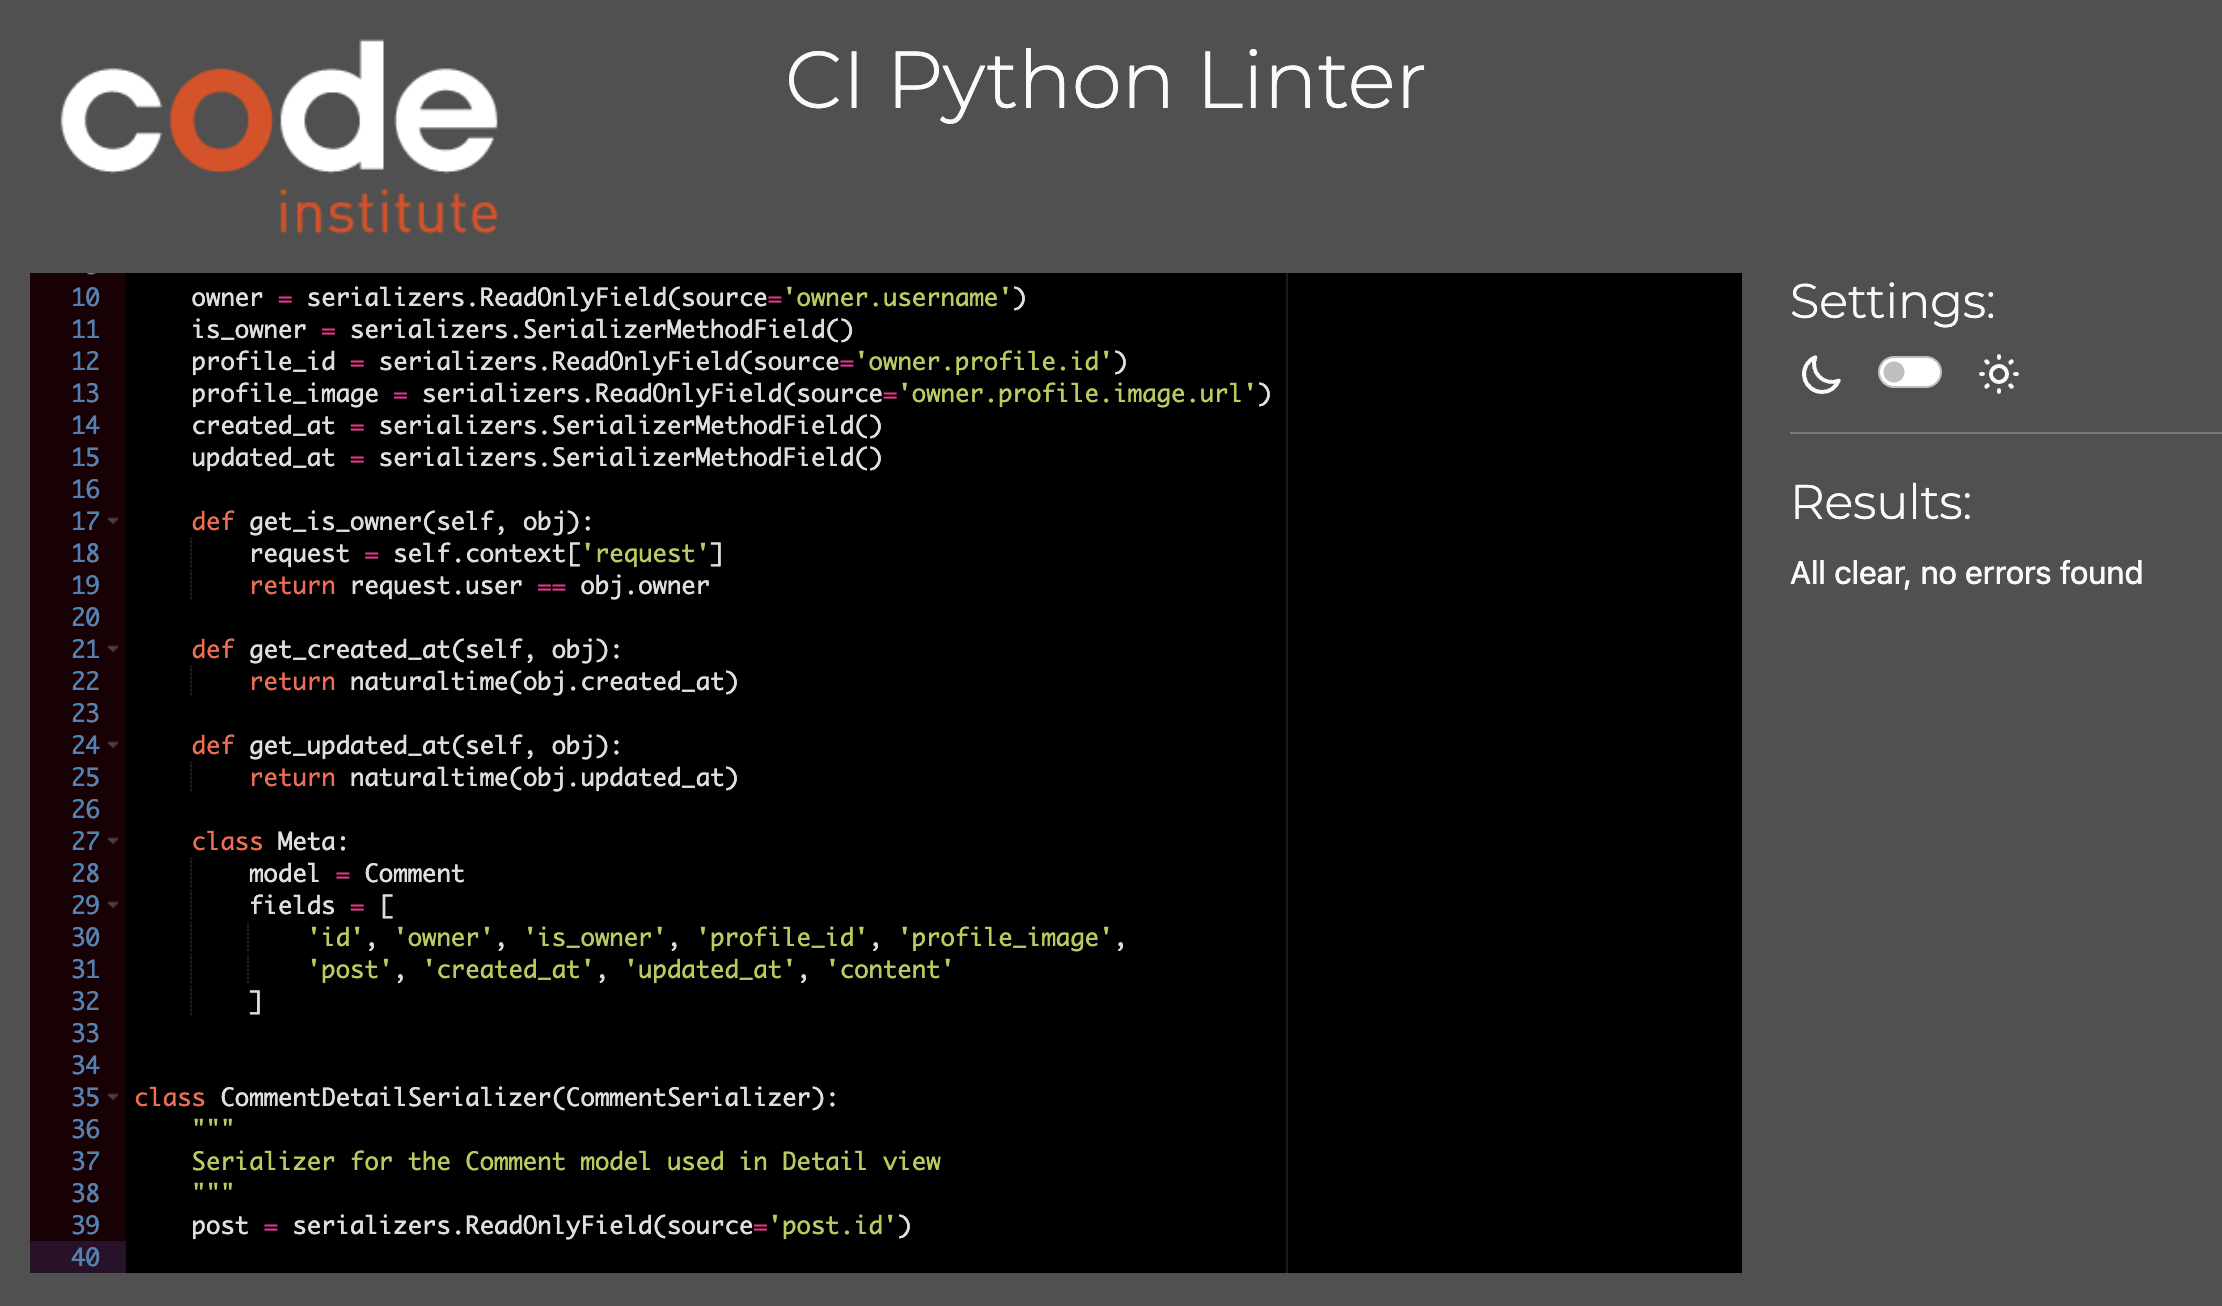 code
institute
CI Python Linter
10 owner = serializers.ReadOnlyField(source='owner.username')
11 is_owner = serializers.SerializerMethodField()
12 profile_id = serializers.ReadOnlyField(source='owner.profile.id')
13 profile_image = serializers.ReadOnlyField(source='owner.profile.image.url')
14 created_at = serializers.SerializerMethodField()
15 updated_at = serializers.SerializerMethodField()
16
17 def get_is_owner(self, obj):
18 request = self.context['request']
19 return request.user == obj.owner
20
21 def get_created_at(self, obj):
22 return naturaltime(obj.created_at)
23
24 def get_updated_at(self, obj):
25 return naturaltime(obj.updated_at)
26
27 class Meta:
28 model = Comment
29 fields = [
30 'id', 'owner', 'is_owner', 'profile_id', 'profile_image',
31 'post', 'created_at', 'updated_at', 'content'
32 ]
33
34
35 class CommentDetailSerializer(CommentSerializer):
36 """
37 Serializer for the Comment model used in Detail view
38 """
39 post = serializers.ReadOnlyField(source='post.id')
40
Settings:
Results:
All clear, no errors found